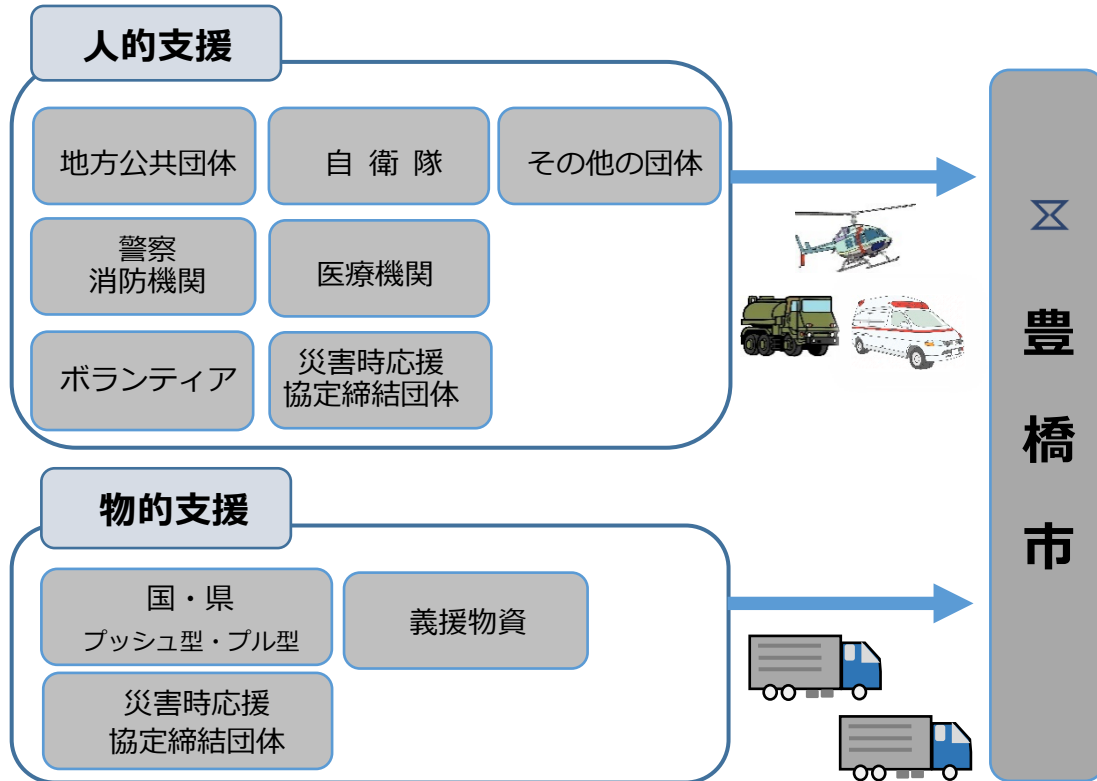 人的支援
地方公共団体
自 衛 隊
その他の団体
警察
消防機関
医療機関
ボランティア
災害時応援
協定締結団体
物的支援
国・県
プッシュ型・プル型
義援物資
災害時応援
協定締結団体
豊
橋
市